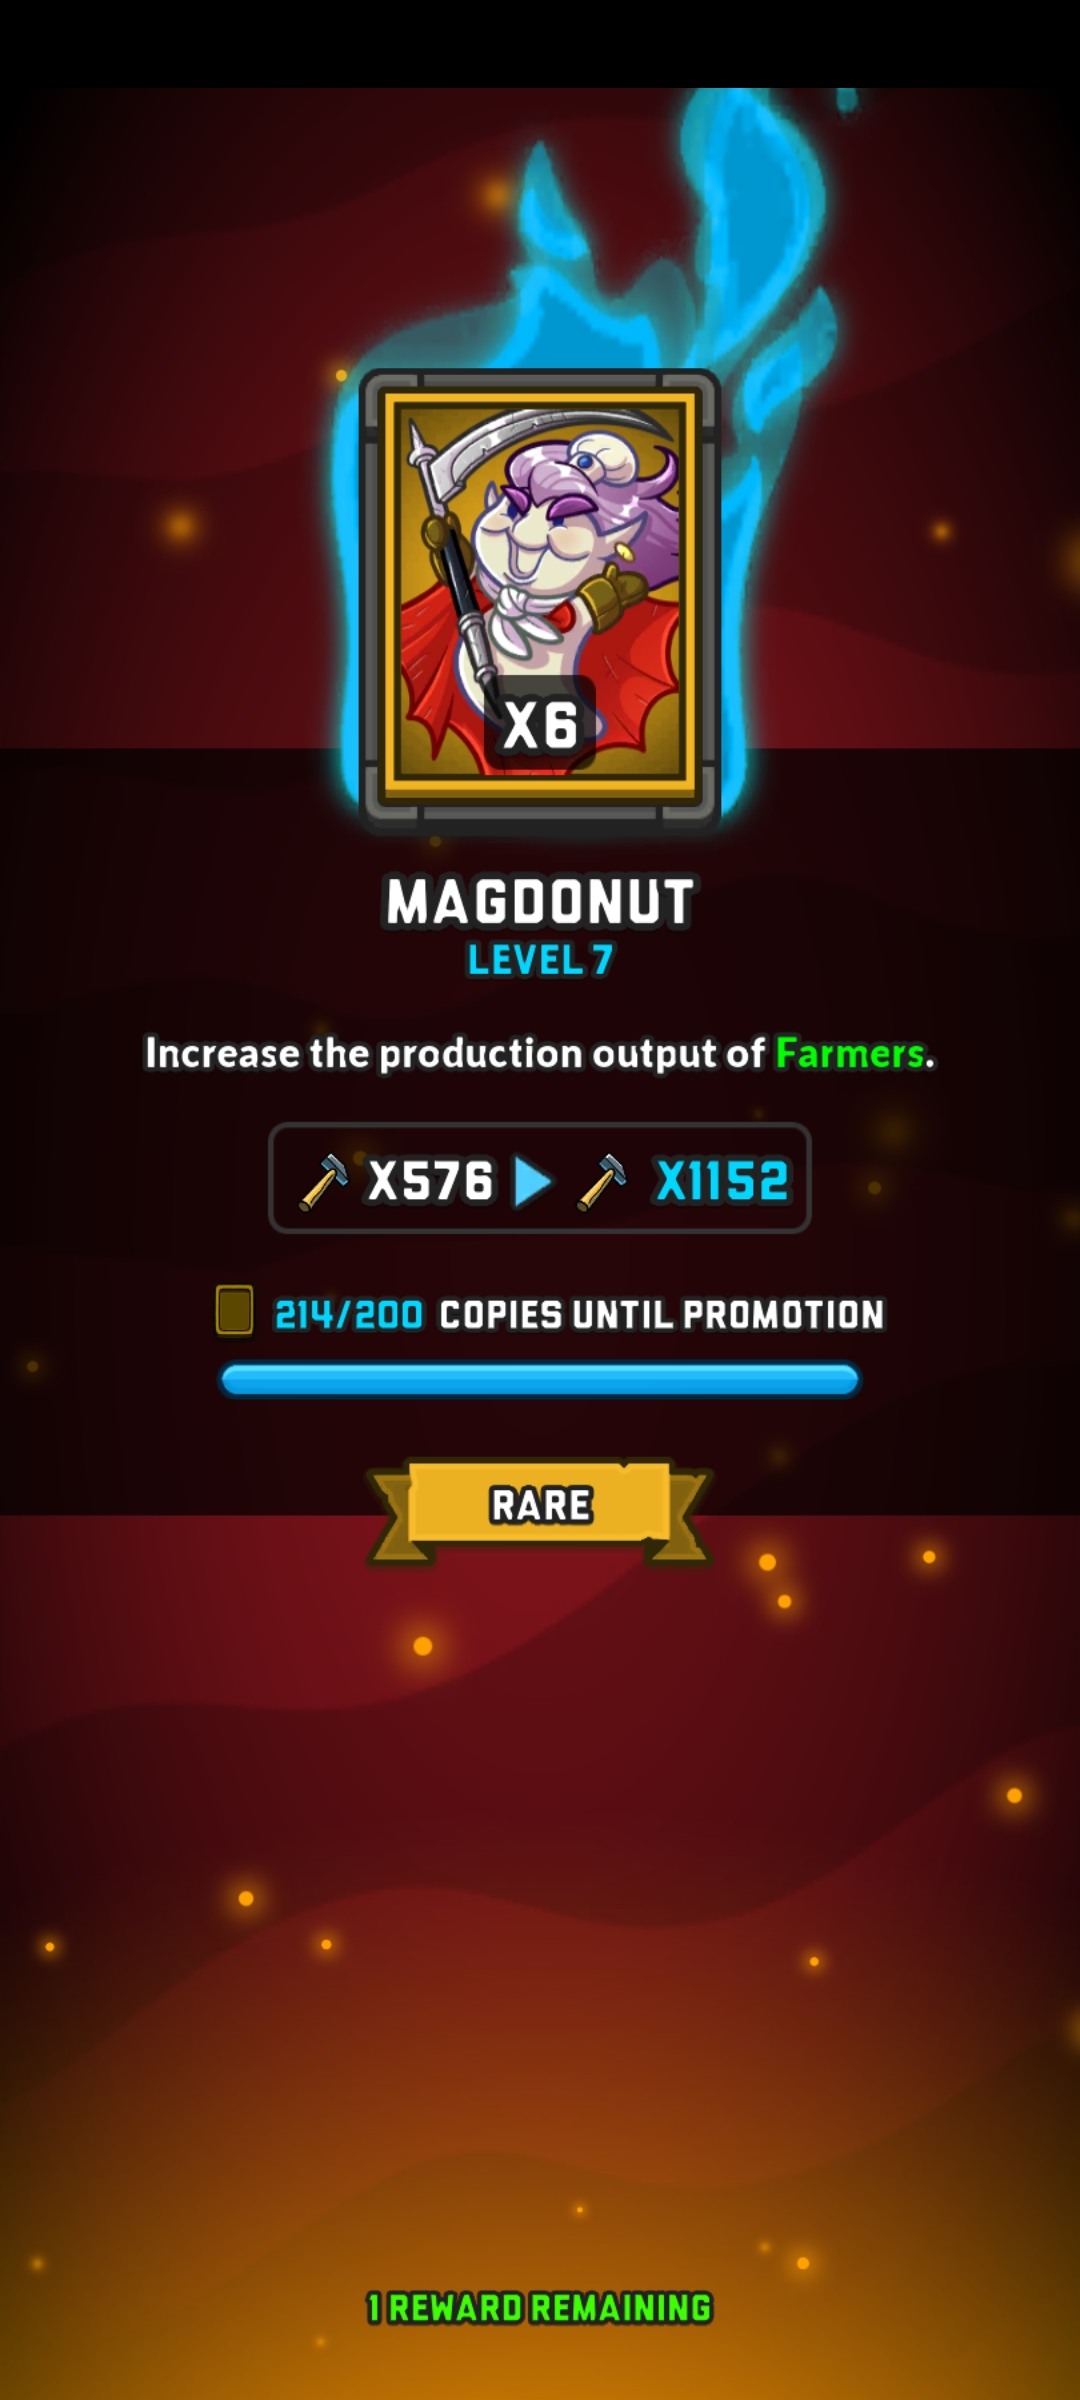 X6
MAGDONUT
LEVEL 7
Increase the production output of Farmers.
X576 X1152
214/200 COPIES UNTIL PROMOTION
RARE
1 REWARD REMAINING